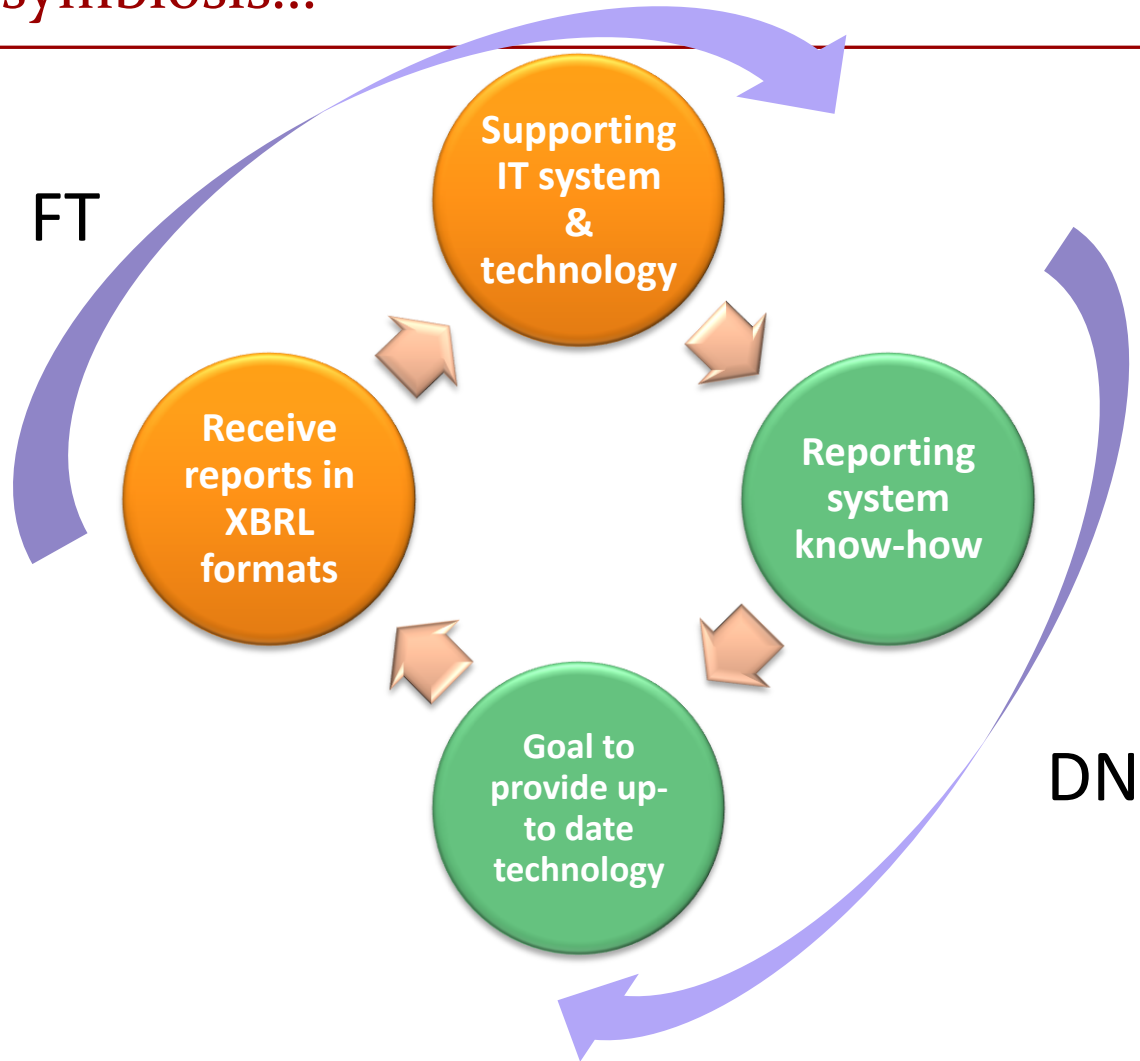 symbiosis...
FT
Supporting
IT system
&
technology
Receive
reports in
XBRL
formats
Reporting
system
know-how
Goal to
provide up-
to date
technology
DN